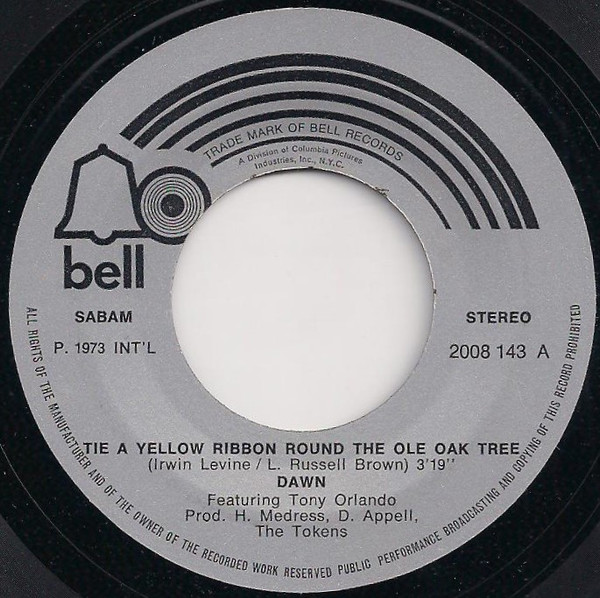 TRADE MARK OF BELL RECORDS
A Division of Columbia Pictures
Industries, Inc., N.Y.C.
bell
SABAM
STEREO
P. 1973 INT'L
2008 143 A
TIE A YELLOW RIBBON ROUND THE OLE OAK TREE
(Irwin Levine / L. Russell Brown) 3'19''
DAWN
Featuring Tony Orlando
Prod. H. Medress, D. Appell,
The Tokens
ALL RIGHTS OF THE MANUFACTURER AND OF THE OWNER OF THE RECORDED WORK RESERVED PUBLIC PERFORMANCE BROADCASTING AND COPYING OF THIS RECORD PROHIBITED